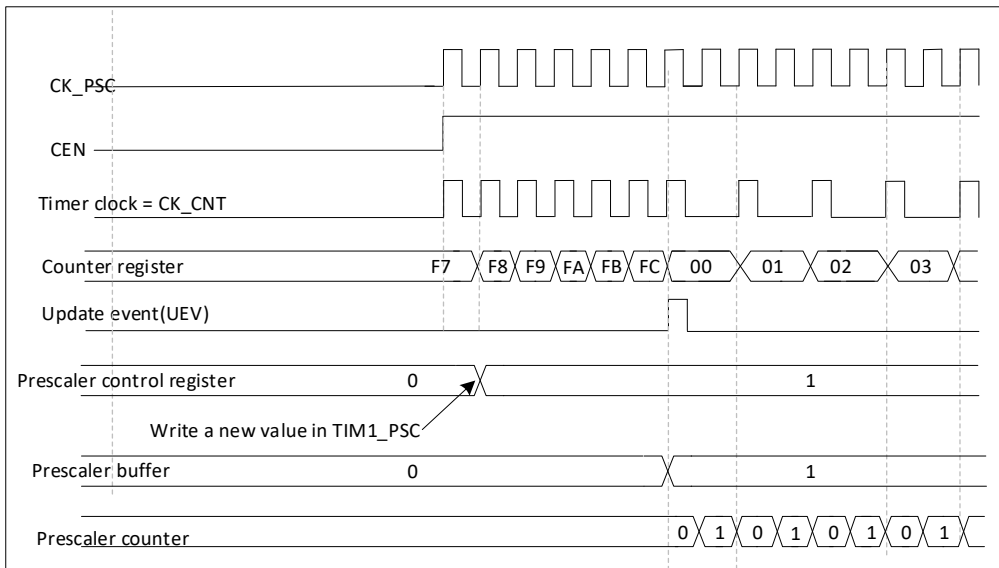 CK_PSC
CEN
Timer clock = CK_CNT
Counter register F7 F8 F9 FA FB FC 00 01 02 03
Update event(UEV)
Prescaler control register 0 1
Write a new value in TIM1_PSC
Prescaler buffer 0 1
Prescaler counter 0 1 0 1 0 1 0 1